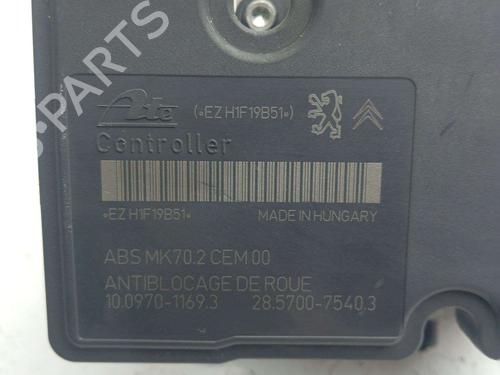 PARTS
Ate
(*EZ H1F19B51*)
Controller
*EZ H1F19B51*
MADE IN HUNGARY
ABS MK70.2 CEM 00
ANTIBLOCAGE DE ROUE
10.0970-1169.3
28.5700-7540.3